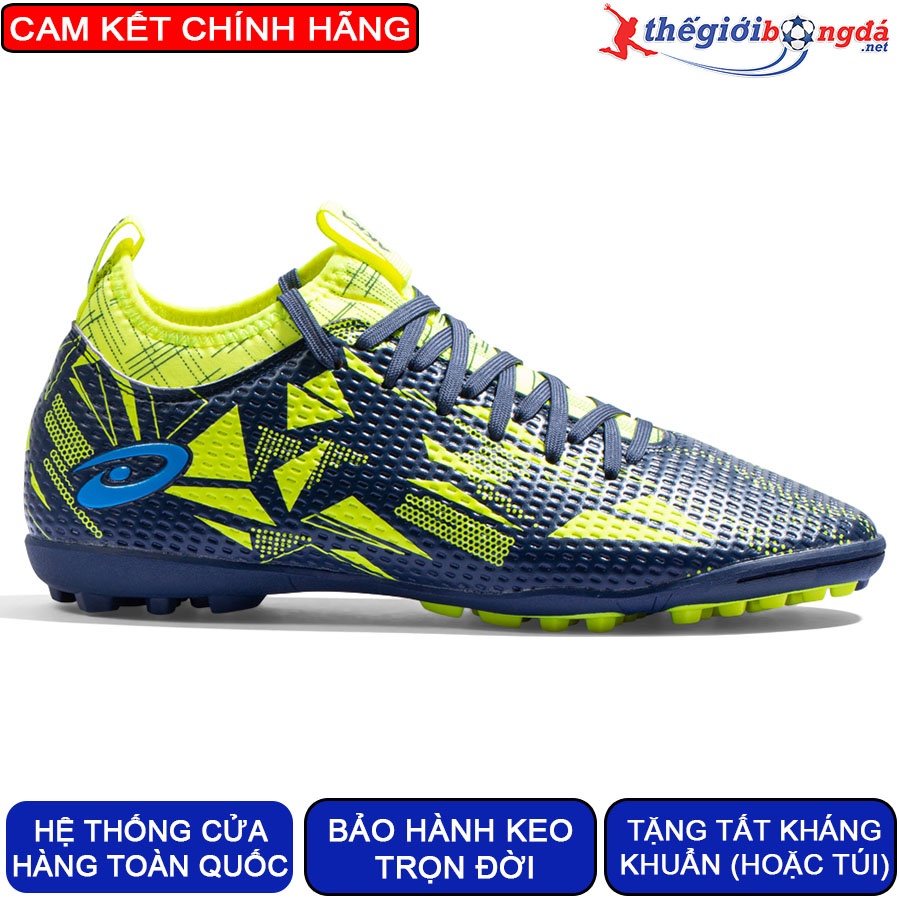 CAM KẾT CHÍNH HÃNG
thếgiớibóngđá
.net
HỆ THỐNG CỬA
HÀNG TOÀN QUỐC
BẢO HÀNH KEO
TRỌN ĐỜI
TẶNG TẤT KHÁNG
KHUẨN (HOẶC TÚI)